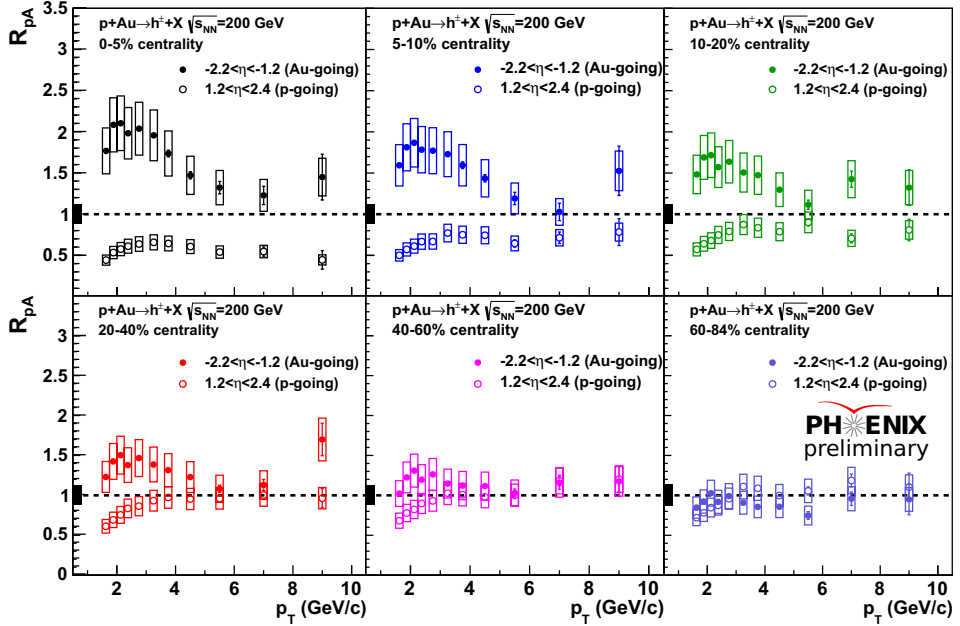 R_pA
p+Au→h±+X √s_NN=200 GeV
0-5% centrality
-2.2<η<-1.2 (Au-going)
1.2<η<2.4 (p-going)
p+Au→h±+X √s_NN=200 GeV
5-10% centrality
-2.2<η<-1.2 (Au-going)
1.2<η<2.4 (p-going)
p+Au→h±+X √s_NN=200 GeV
10-20% centrality
-2.2<η<-1.2 (Au-going)
1.2<η<2.4 (p-going)
3.5
3
2.5
2
1.5
1
0.5
R_pA
p+Au→h±+X √s_NN=200 GeV
20-40% centrality
-2.2<η<-1.2 (Au-going)
1.2<η<2.4 (p-going)
p+Au→h±+X √s_NN=200 GeV
40-60% centrality
-2.2<η<-1.2 (Au-going)
1.2<η<2.4 (p-going)
p+Au→h±+X √s_NN=200 GeV
60-84% centrality
-2.2<η<-1.2 (Au-going)
1.2<η<2.4 (p-going)
PHENIX
preliminary
3
2.5
2
1.5
1
0.5
0
2 4 6 8 10
2 4 6 8 10
2 4 6 8 10
p_T (GeV/c)
p_T (GeV/c)
p_T (GeV/c)